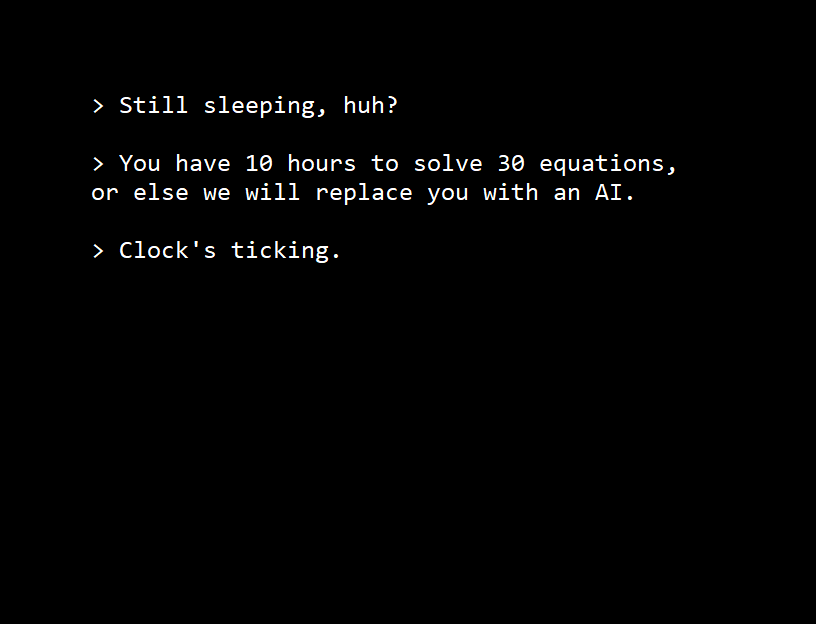 > Still sleeping, huh?
> You have 10 hours to solve 30 equations,
or else we will replace you with an AI.
> Clock's ticking.